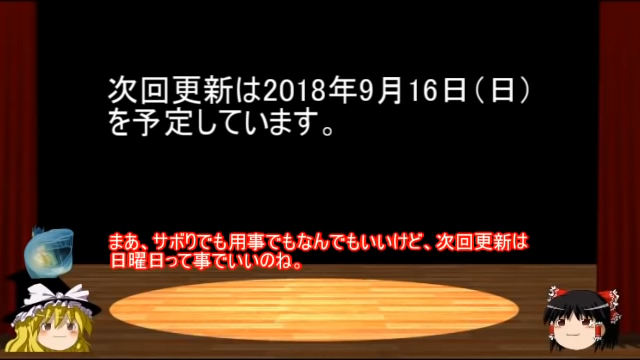 次回更新は2018年9月16日（日）
を予定しています。
まあ、サボりでも用事でもなんでもいいけど、次回更新は
日曜日って事でいいのね。